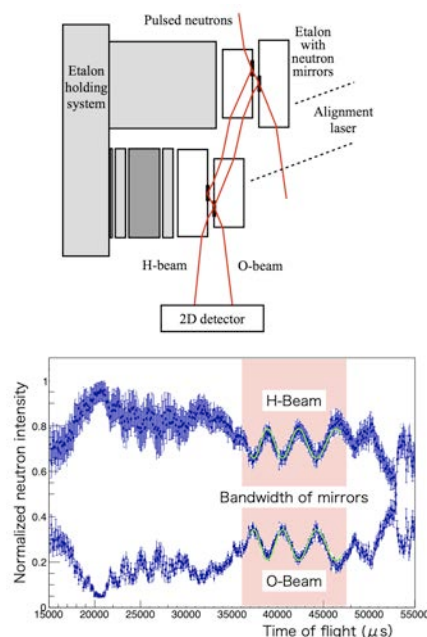 Pulsed neutrons
Etalon
with
neutron
mirrors
Etalon
holding
system
Alignment
laser
H-beam
O-beam
2D detector
Normalized neutron intensity
1
0.8
0.6
0.4
0.2
0
H-Beam
Bandwidth of mirrors
O-Beam
15000 20000 25000 30000 35000 40000 45000 50000 55000
Time of flight (μs)